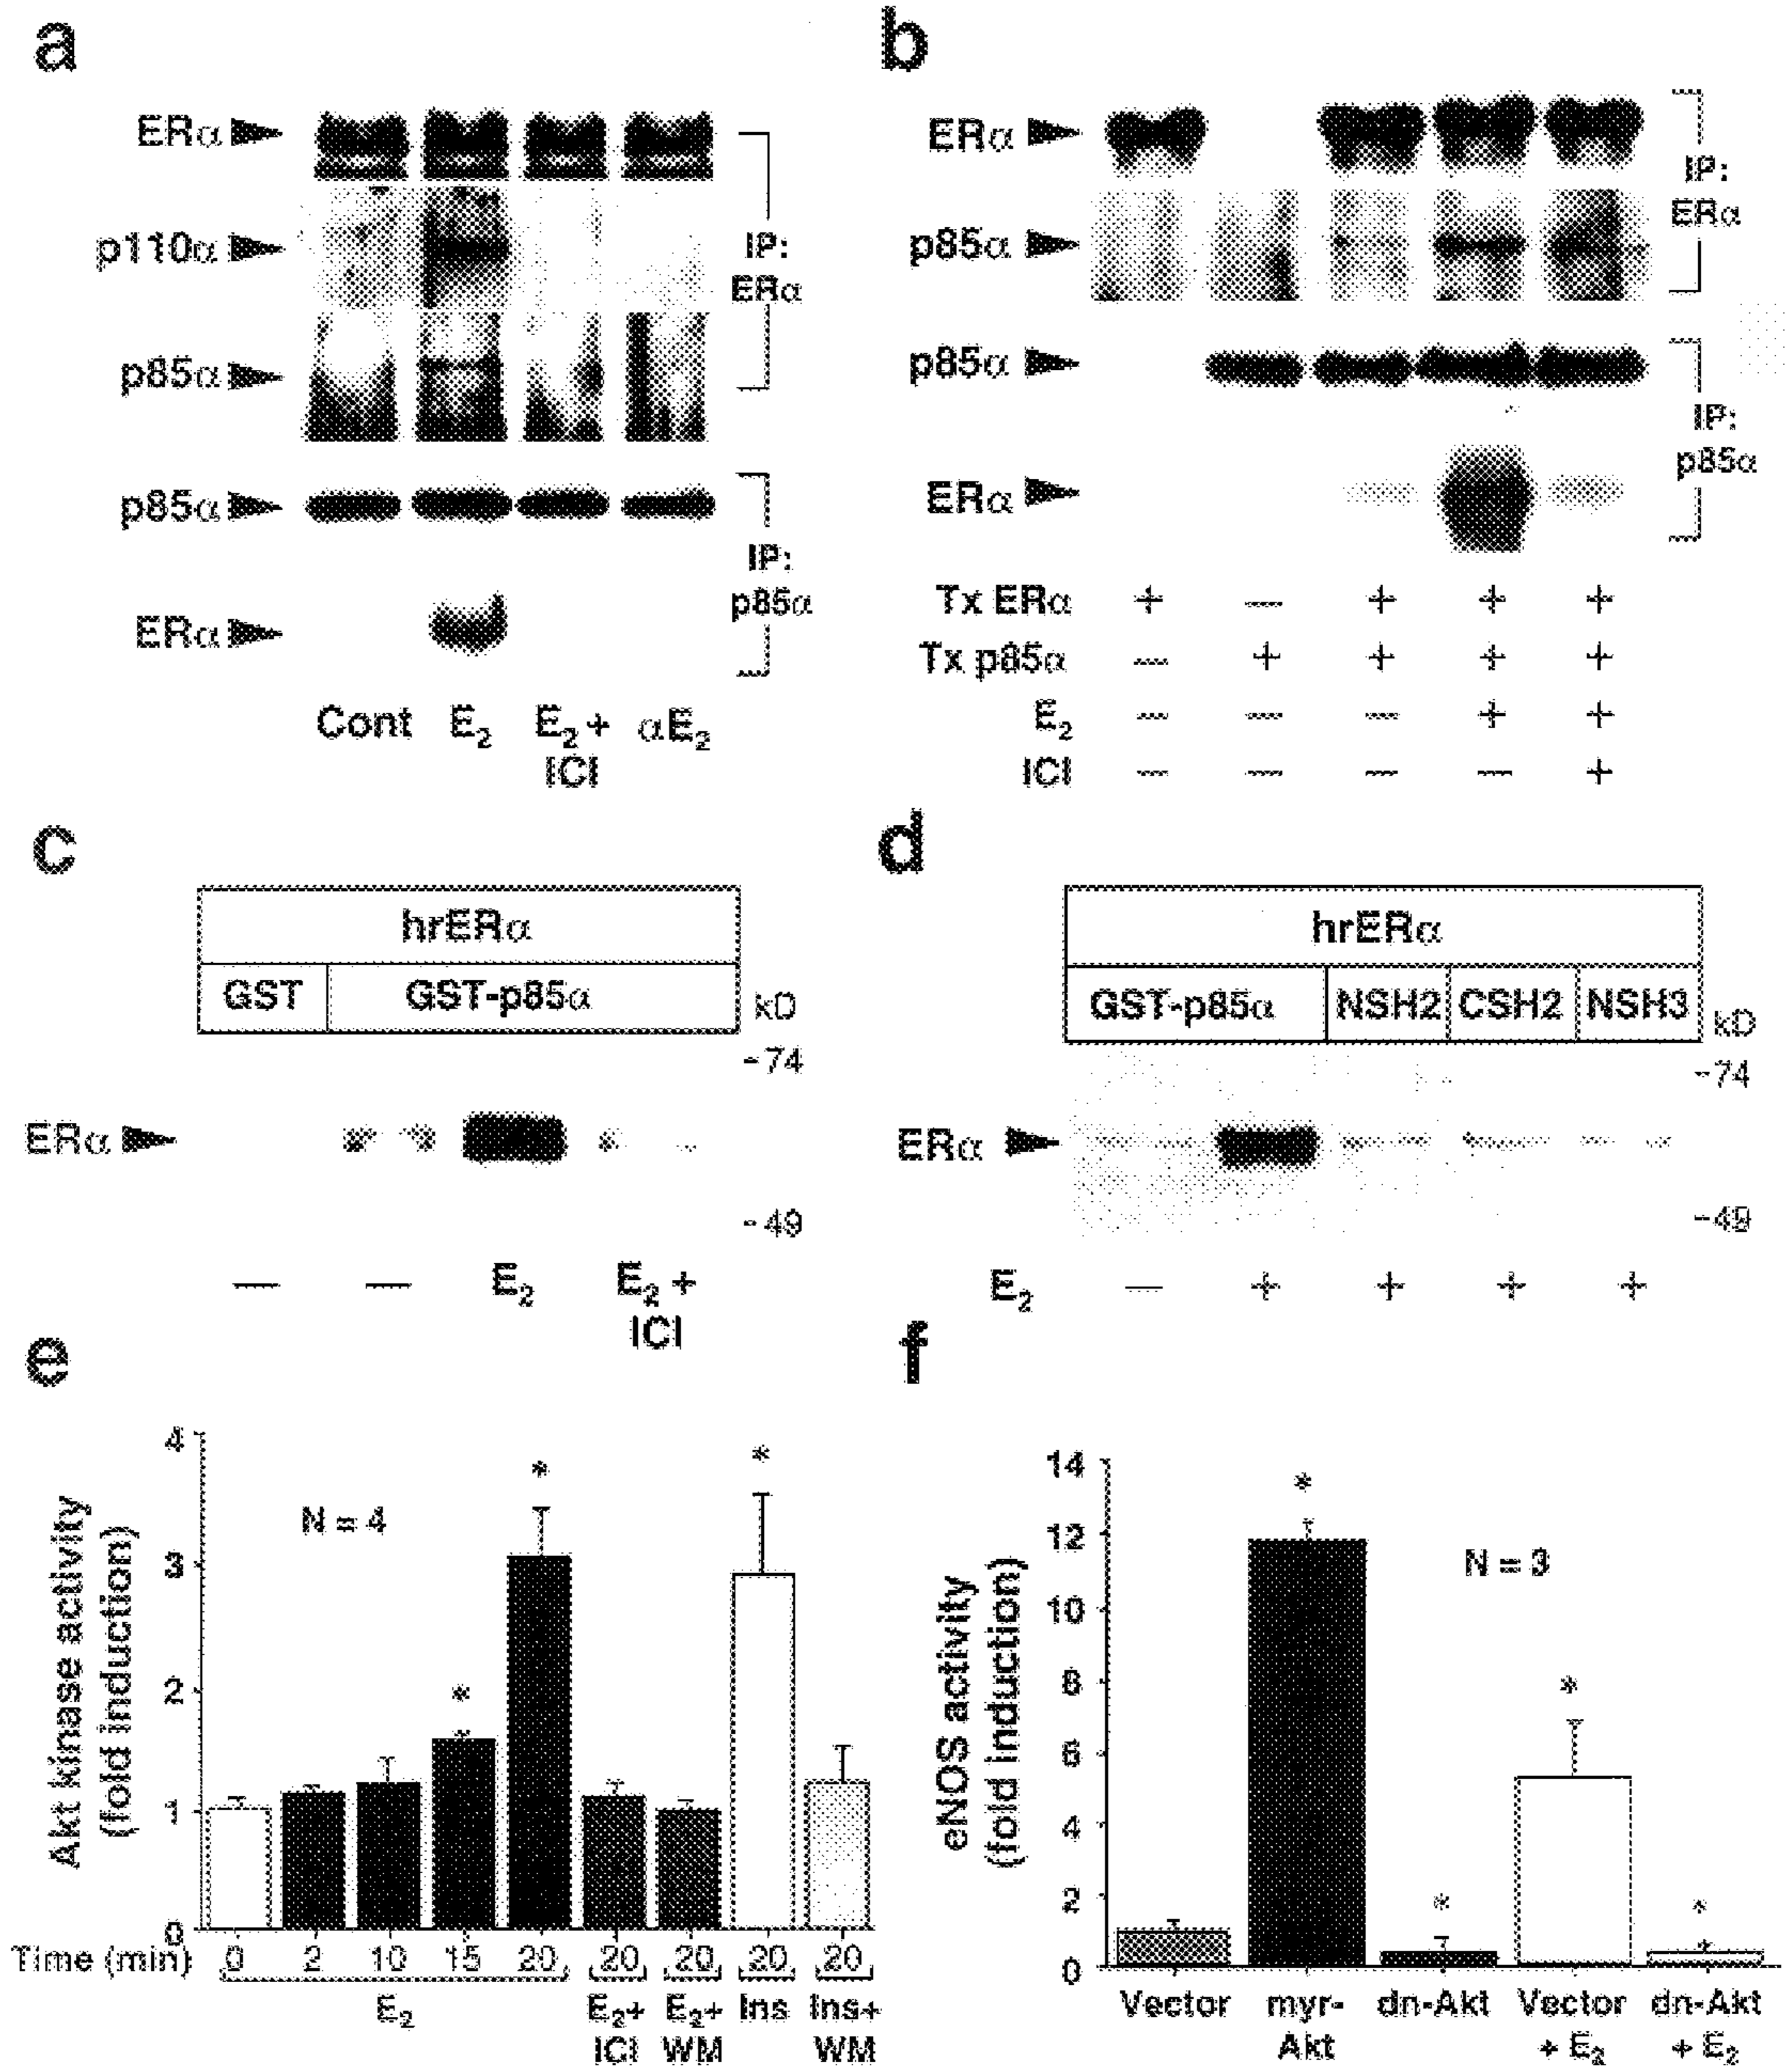 a
ERα
p110α
p85α
IP:
ERα
p85α
ERα
IP:
p85α
Cont E₂ E₂ + αE₂
ICI
b
ERα
p85α
IP:
ERα
p85α
ERα
IP:
p85α
Tx ERα + — + + +
Tx p85α — + + + +
E₂ — — — + +
ICI — — — — +
c
hrERα
GST GST-p85α kD
-74
ERα
-49
— — E₂ E₂ +
ICI
d
hrERα
GST-p85α NSH2 CSH2 NSH3 kD
-74
ERα
-49
E₂ — + + + +
e
Akt kinase activity
(fold induction)
4
3
2
1
0
N = 4
* * *
Time (min) 0 2 10 15 20 20 20 20 20
E₂ E₂+ E₂+ Ins Ins+
ICI WM WM
f
eNOS activity
(fold induction)
14
12
10
8
6
4
2
0
N = 3
* * * *
Vector myr- dn-Akt Vector dn-Akt
Akt + E₂ + E₂